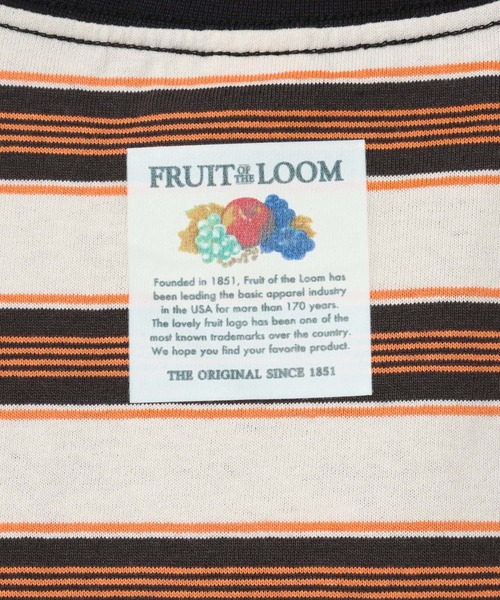 FRUIT OF THE LOOM
Founded in 1851, Fruit of the Loom has
been leading the basic apparel industry
in the USA for more than 170 years.
The lovely fruit logo has been one of the
most known trademarks over the country.
We hope you find your favorite product.
THE ORIGINAL SINCE 1851